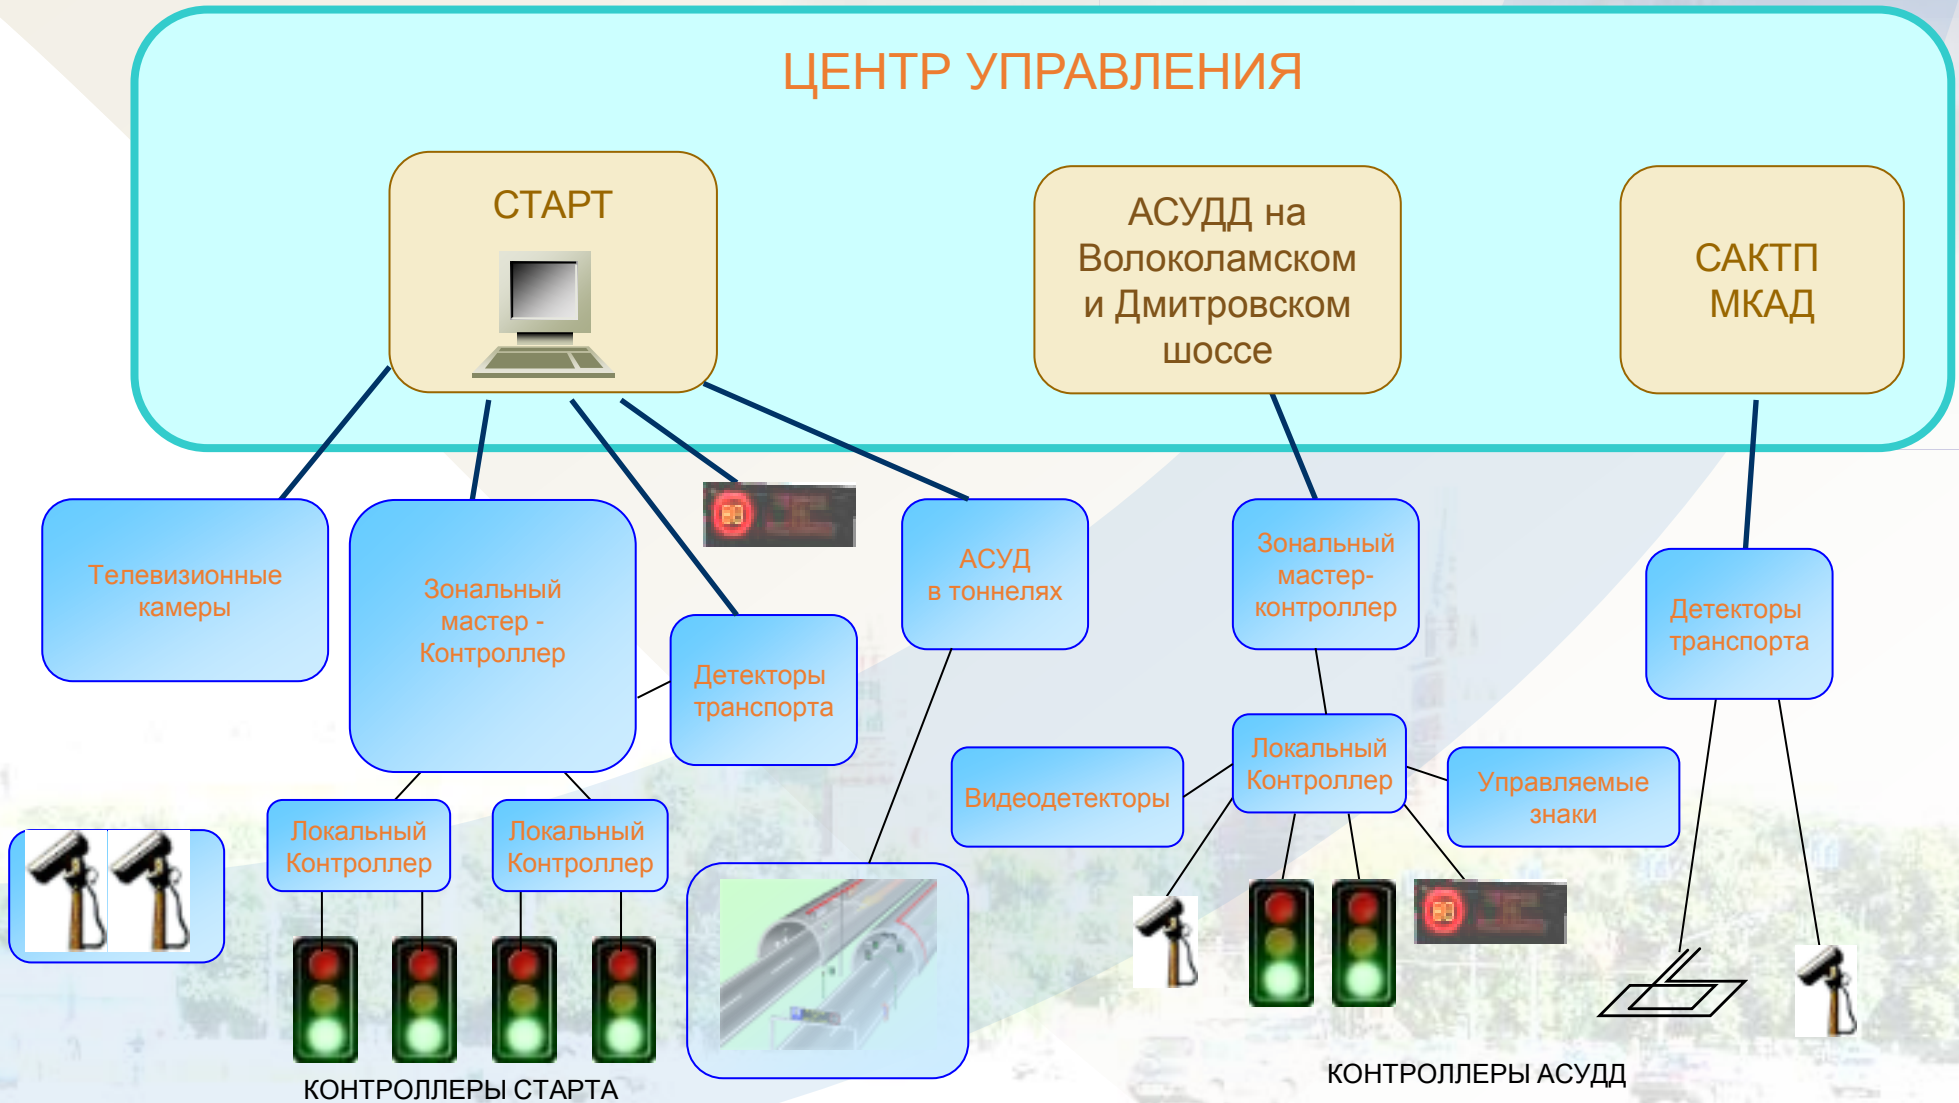 ЦЕНТР УПРАВЛЕНИЯ
СТАРТ
АСУДД на
Волоколамском
и Дмитровском
шоссе
САКТП
МКАД
Телевизионные
камеры
Зональный
мастер -
Контроллер
Детекторы
транспорта
АСУД
в тоннелях
Зональный
мастер-
контроллер
Детекторы
транспорта
Локальный
Контроллер
Локальный
Контроллер
Видеодетекторы
Локальный
Контроллер
Управляемые
знаки
КОНТРОЛЛЕРЫ СТАРТА
КОНТРОЛЛЕРЫ АСУДД